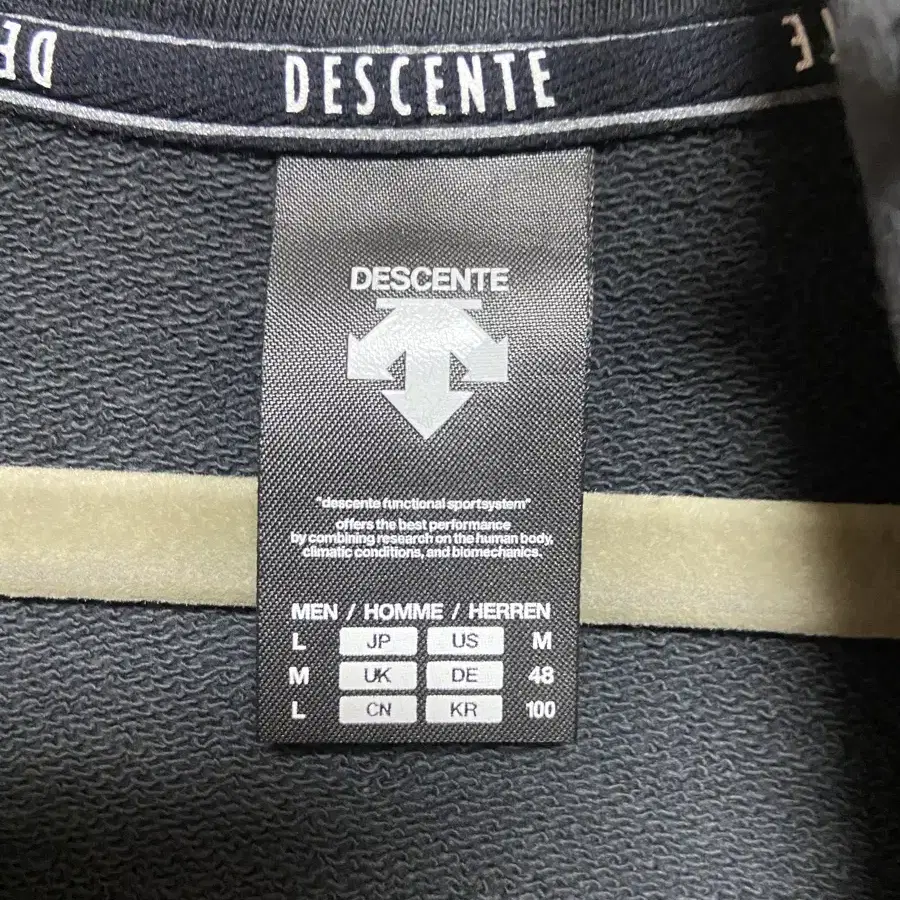 DESCENTE
DESCENTE
"descente functional sportsystem"
offers the best performance
by combining research on the human body,
climatic conditions, and biomechanics.
MEN / HOMME / HERREN
L JP US M
M UK DE 48
L CN KR 100